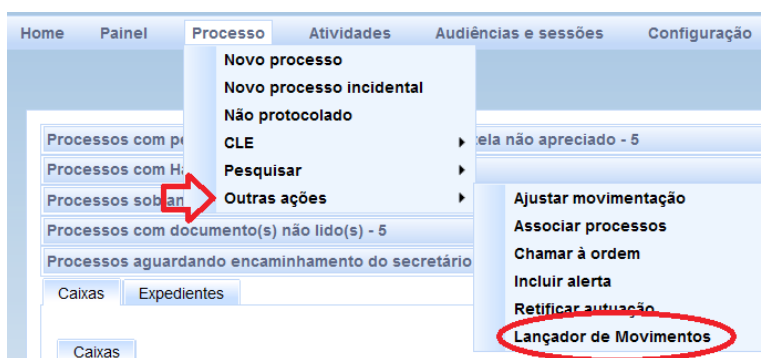 Home Painel Processo Atividades Audiências e sessões Configuração
Novo processo
Novo processo incidental
Não protocolado
CLE
Pesquisar
Outras ações
Ajustar movimentação
Associar processos
Chamar à ordem
Incluir alerta
Retificar autuação
Lançador de Movimentos
Processos com não apreciado - 5
Processos com
Processos sob
Processos com documento(s) não lido(s) - 5
Processos aguardando encaminhamento do secretário
Caixas Expedientes
Caixas